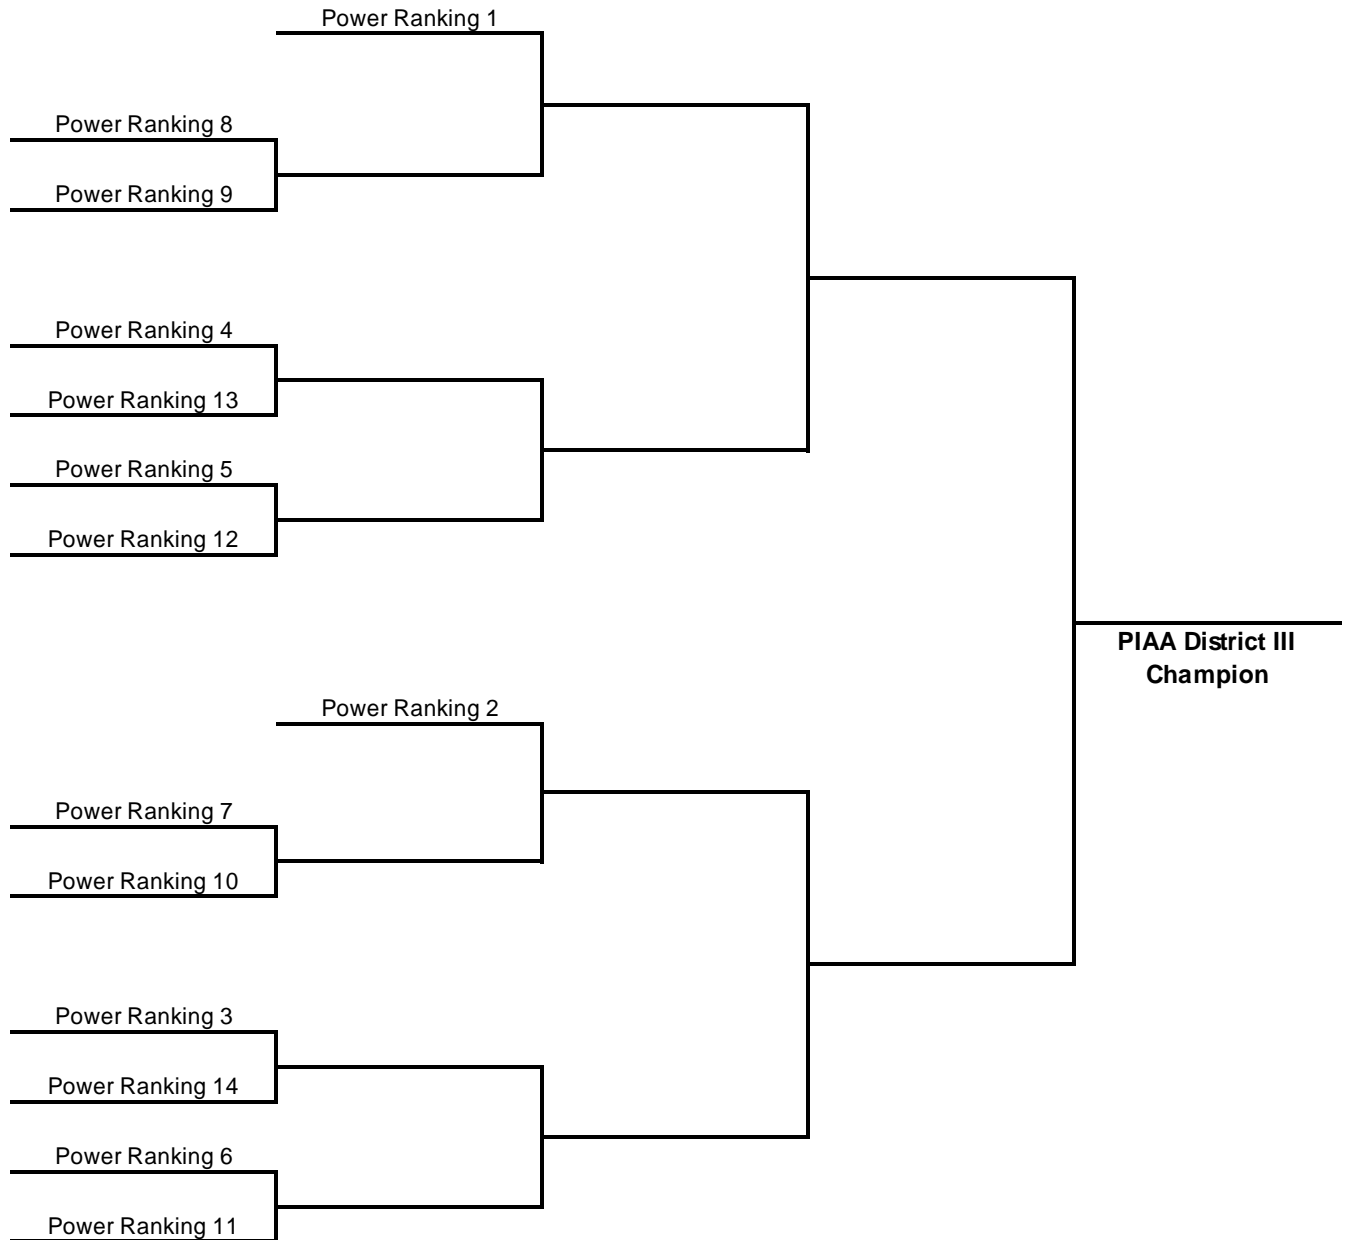 Power Ranking 1
Power Ranking 8
Power Ranking 9
Power Ranking 4
Power Ranking 13
Power Ranking 5
Power Ranking 12
PIAA District III
Champion
Power Ranking 2
Power Ranking 7
Power Ranking 10
Power Ranking 3
Power Ranking 14
Power Ranking 6
Power Ranking 11